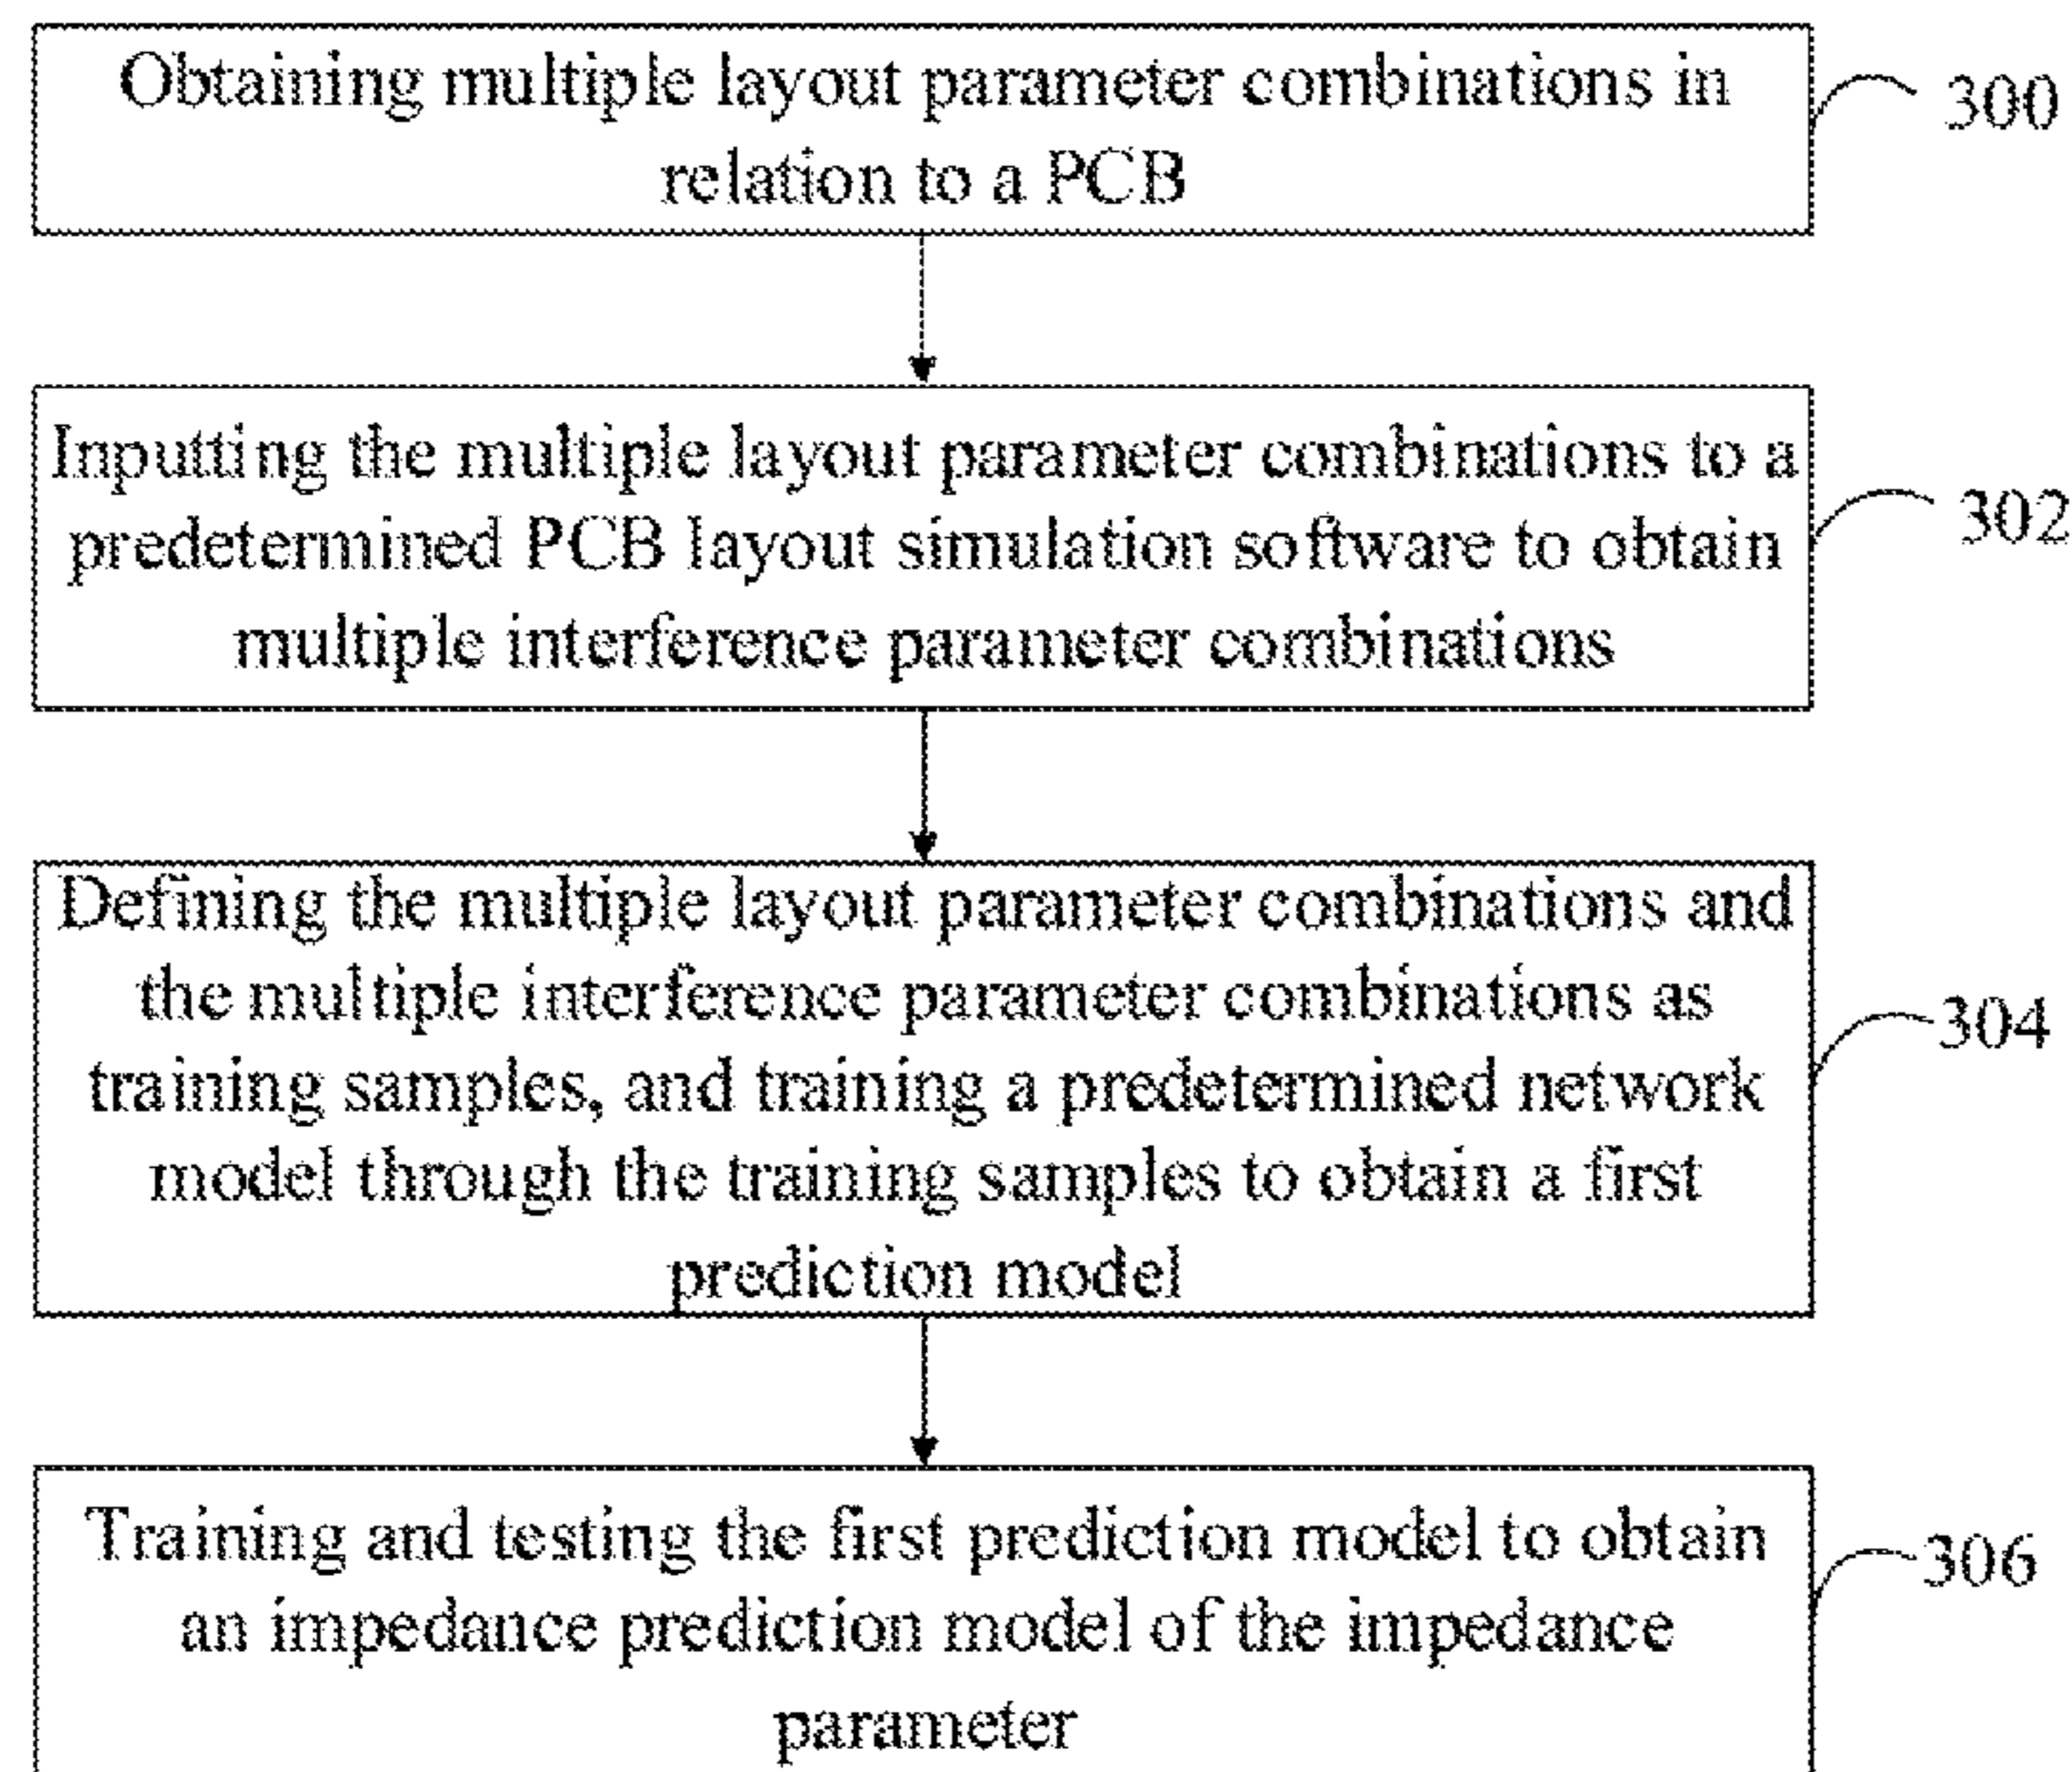 Obtaining multiple layout parameter combinations in
relation to a PCB
300
Inputting the multiple layout parameter combinations to a
predetermined PCB layout simulation software to obtain
multiple interference parameter combinations
302
Defining the multiple layout parameter combinations and
the multiple interference parameter combinations as
training samples, and training a predetermined network
model through the training samples to obtain a first
prediction model
304
Training and testing the first prediction model to obtain
an impedance prediction model of the impedance
parameter
306